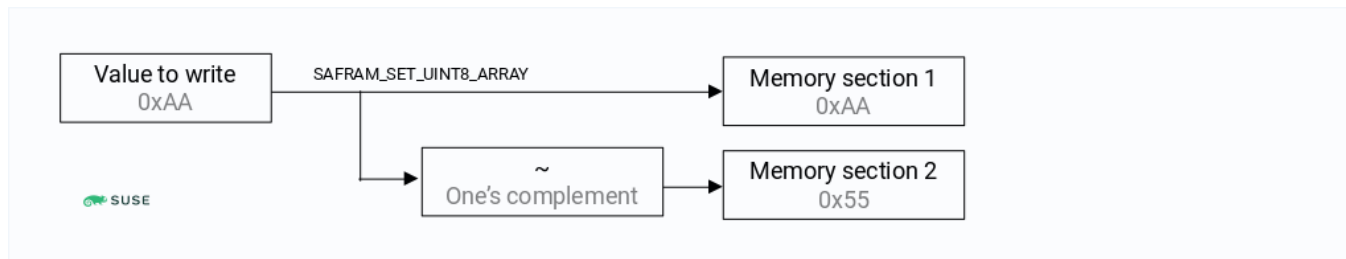 Value to write
0xAA
SAFRAM_SET_UINT8_ARRAY
Memory section 1
0xAA
~
One's complement
Memory section 2
0x55
SUSE